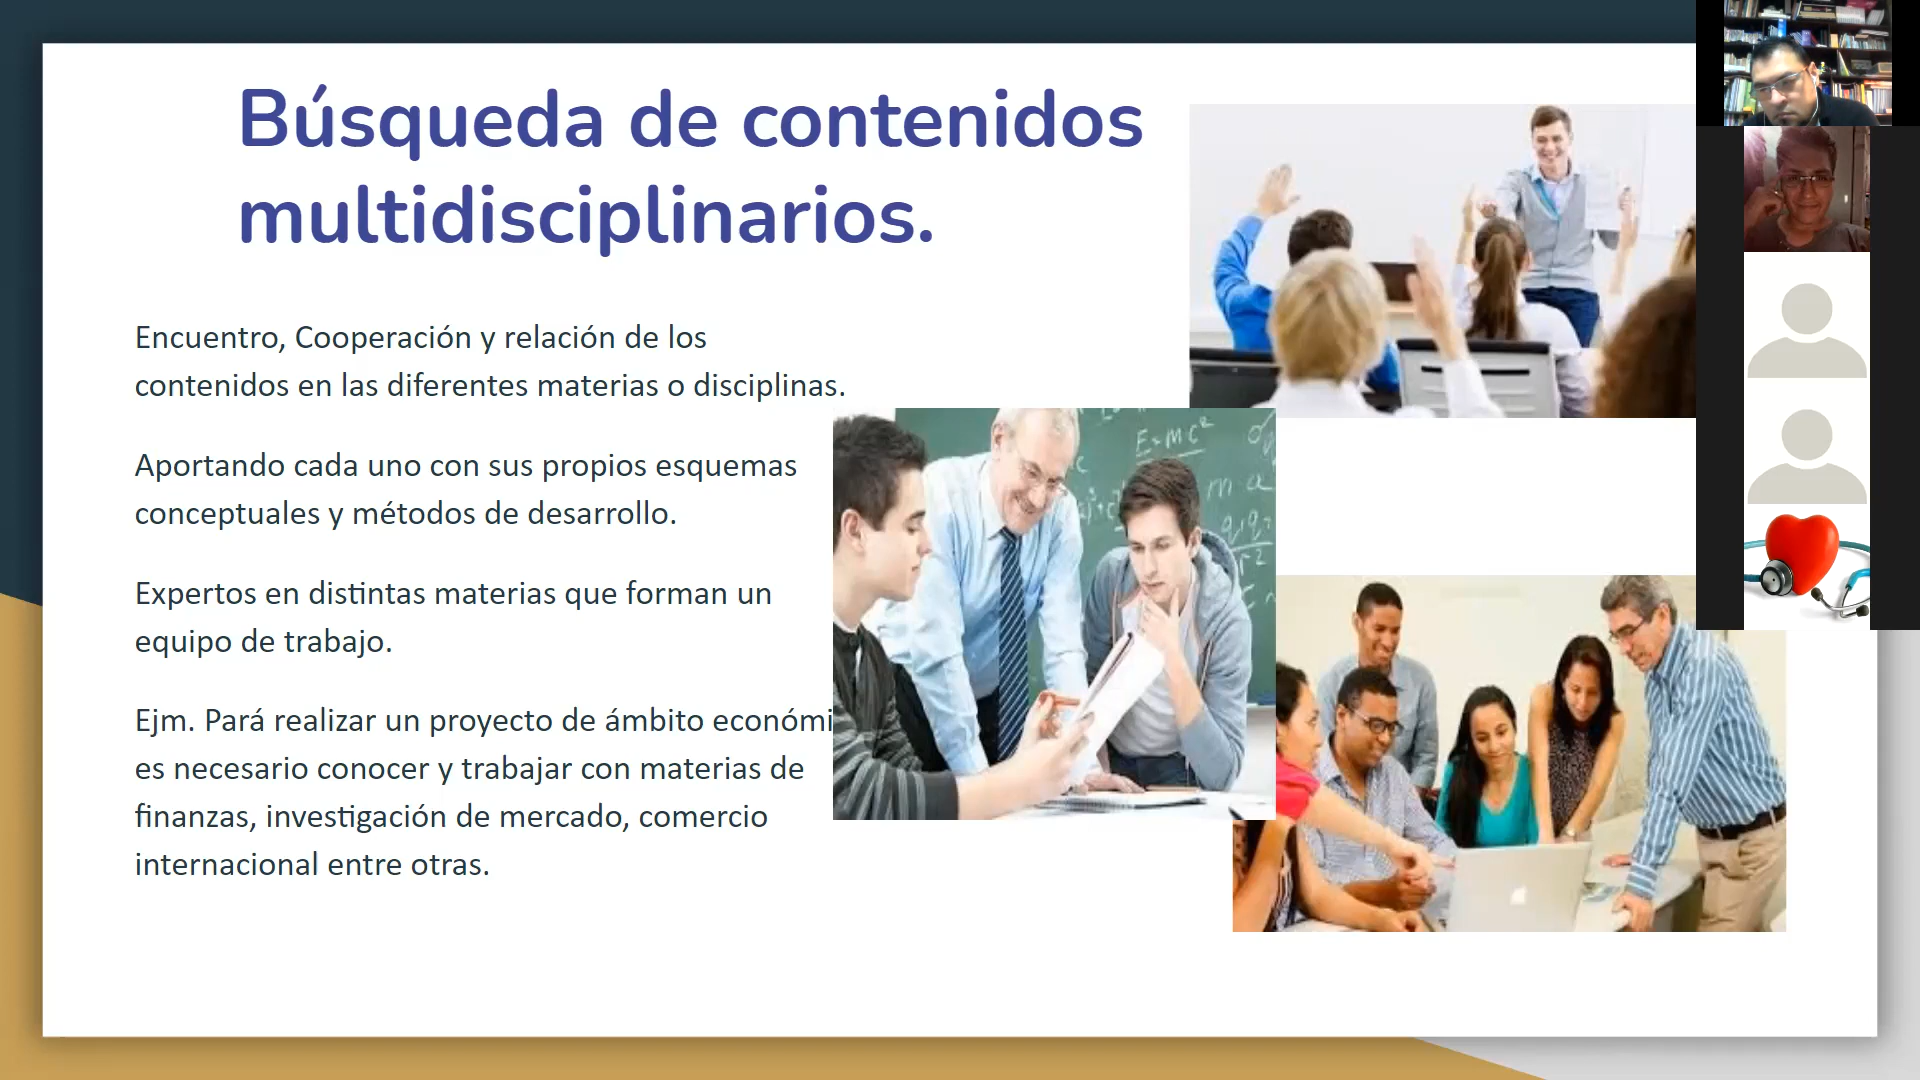 Búsqueda de contenidos
multidisciplinarios.
Encuentro, Cooperación y relación de los
contenidos en las diferentes materias o disciplinas.
Aportando cada uno con sus propios esquemas
conceptuales y métodos de desarrollo.
Expertos en distintas materias que forman un
equipo de trabajo.
Ejm. Pará realizar un proyecto de ámbito económi
es necesario conocer y trabajar con materias de
finanzas, investigación de mercado, comercio
internacional entre otras.
E=mc²
m·a